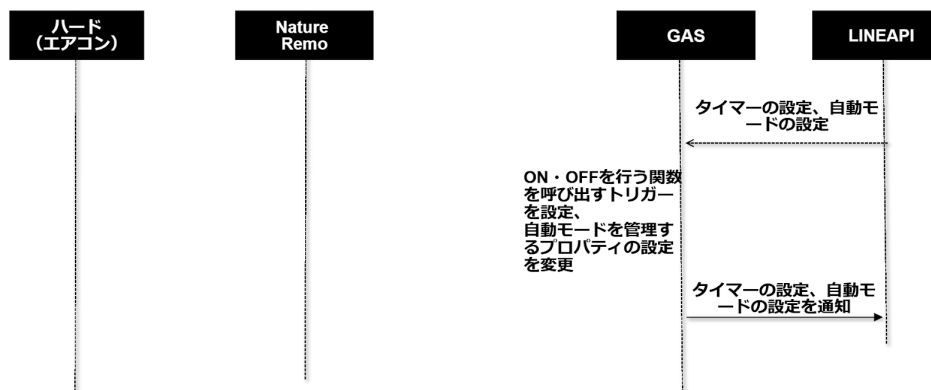 ハード
(エアコン)
Nature
Remo
GAS
LINEAPI
タイマーの設定、自動モ
ードの設定
ON・OFFを行う関数
を呼び出すトリガー
を設定、
自動モードを管理す
るプロパティの設定
を変更
タイマーの設定、自動モ
ードの設定を通知